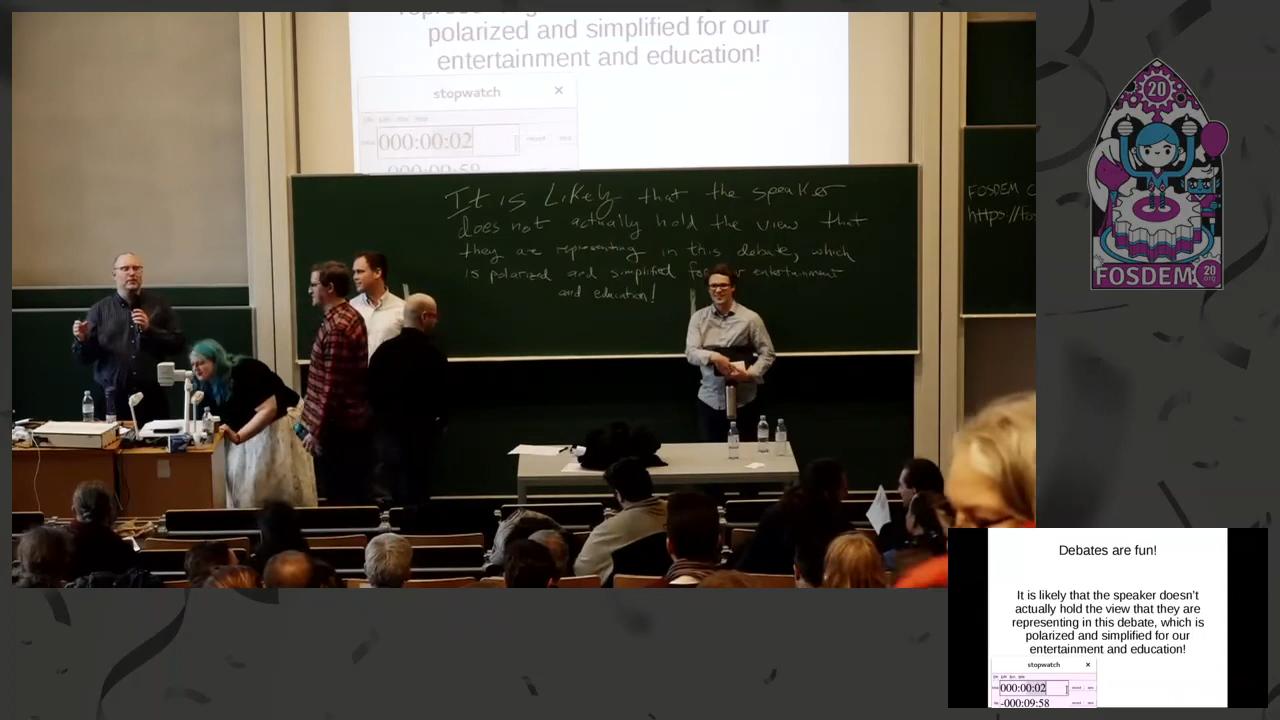 polarized and simplified for our
entertainment and education!
stopwatch ×
000:00:02
It is Likely that the speaker
does not actually hold the view that
they are representing in this debate, which
is polarized and simplified for our entertainment
and education!
FOSDEM
https://fos
20
FOSDEM 20
.org
Debates are fun!
It is likely that the speaker doesn't
actually hold the view that they are
representing in this debate, which is
polarized and simplified for our
entertainment and education!
stopwatch ×
000:00:02
-000:09:58